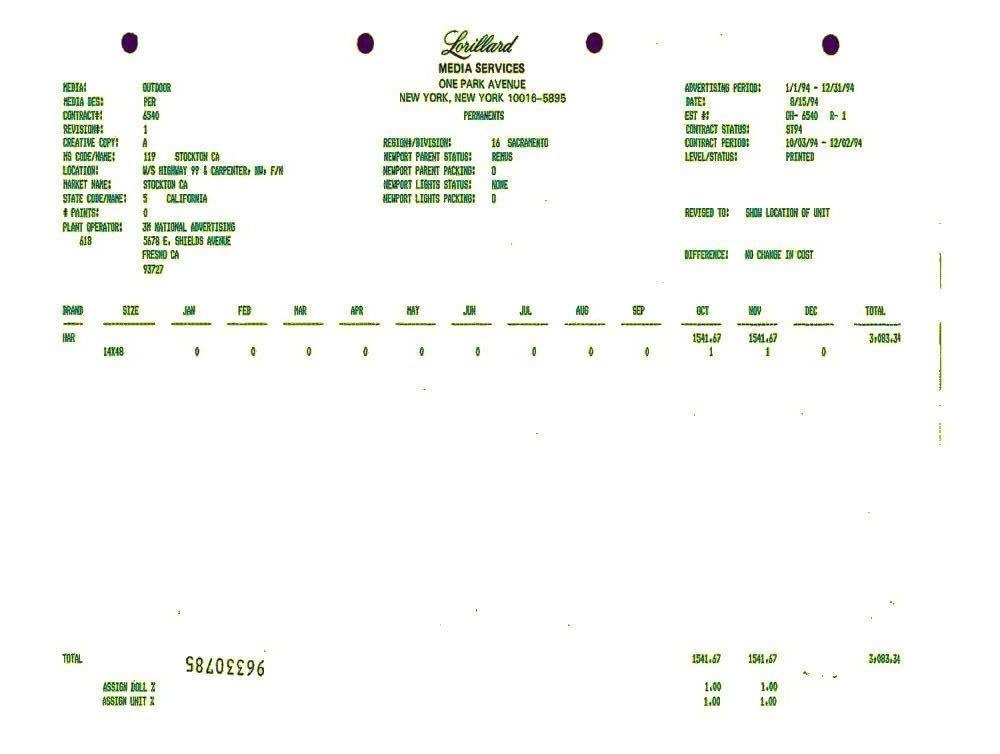 Lorillard
MEDIA SERVICES
ONE PARK AVENUE
NEW YORK, NEW YORK 10016-5895
PERMANENTS
MEDIA: OUTDOOR
MEDIA DES: PER
CONTRACT#: 6540
REVISION#: 1
CREATIVE COPY: A
MG CODE/NAME: 119 STOCKTON CA
LOCATION: W/S HIGHWAY 99 & CARPENTER, NW, F/N
MARKET NAME: STOCKTON CA
STATE CODE/NAME: 5 CALIFORNIA
# PAINTS: 0
PLANT OPERATOR: 3M NATIONAL ADVERTISING
618 5678 E. SHIELDS AVENUE
FRESNO CA
93727
REGION#/DIVISION: 16 SACRAMENTO
NEWPORT PARENT STATUS: REMUS
NEWPORT PARENT PACKING: 0
NEWPORT LIGHTS STATUS: NONE
NEWPORT LIGHTS PACKING: 0
ADVERTISING PERIOD: 1/1/94 - 12/31/94
DATE: 8/15/94
EST #: OH- 6540 R- 1
CONTRACT STATUS: ST94
CONTRACT PERIOD: 10/03/94 - 12/02/94
LEVEL/STATUS: PRINTED
REVISED TO: SHOW LOCATION OF UNIT
DIFFERENCE: NO CHANGE IN COST
BRAND SIZE JAN FEB MAR APR MAY JUN JUL AUG SEP OCT NOV DEC TOTAL
HAR 1541.67 1541.67 3,083.34
14X48 0 0 0 0 0 0 0 0 0 1 1 0
TOTAL 1541.67 1541.67 3,083.34
96330785
ASSIGN DOLL % 1.00 1.00
ASSIGN UNIT % 1.00 1.00